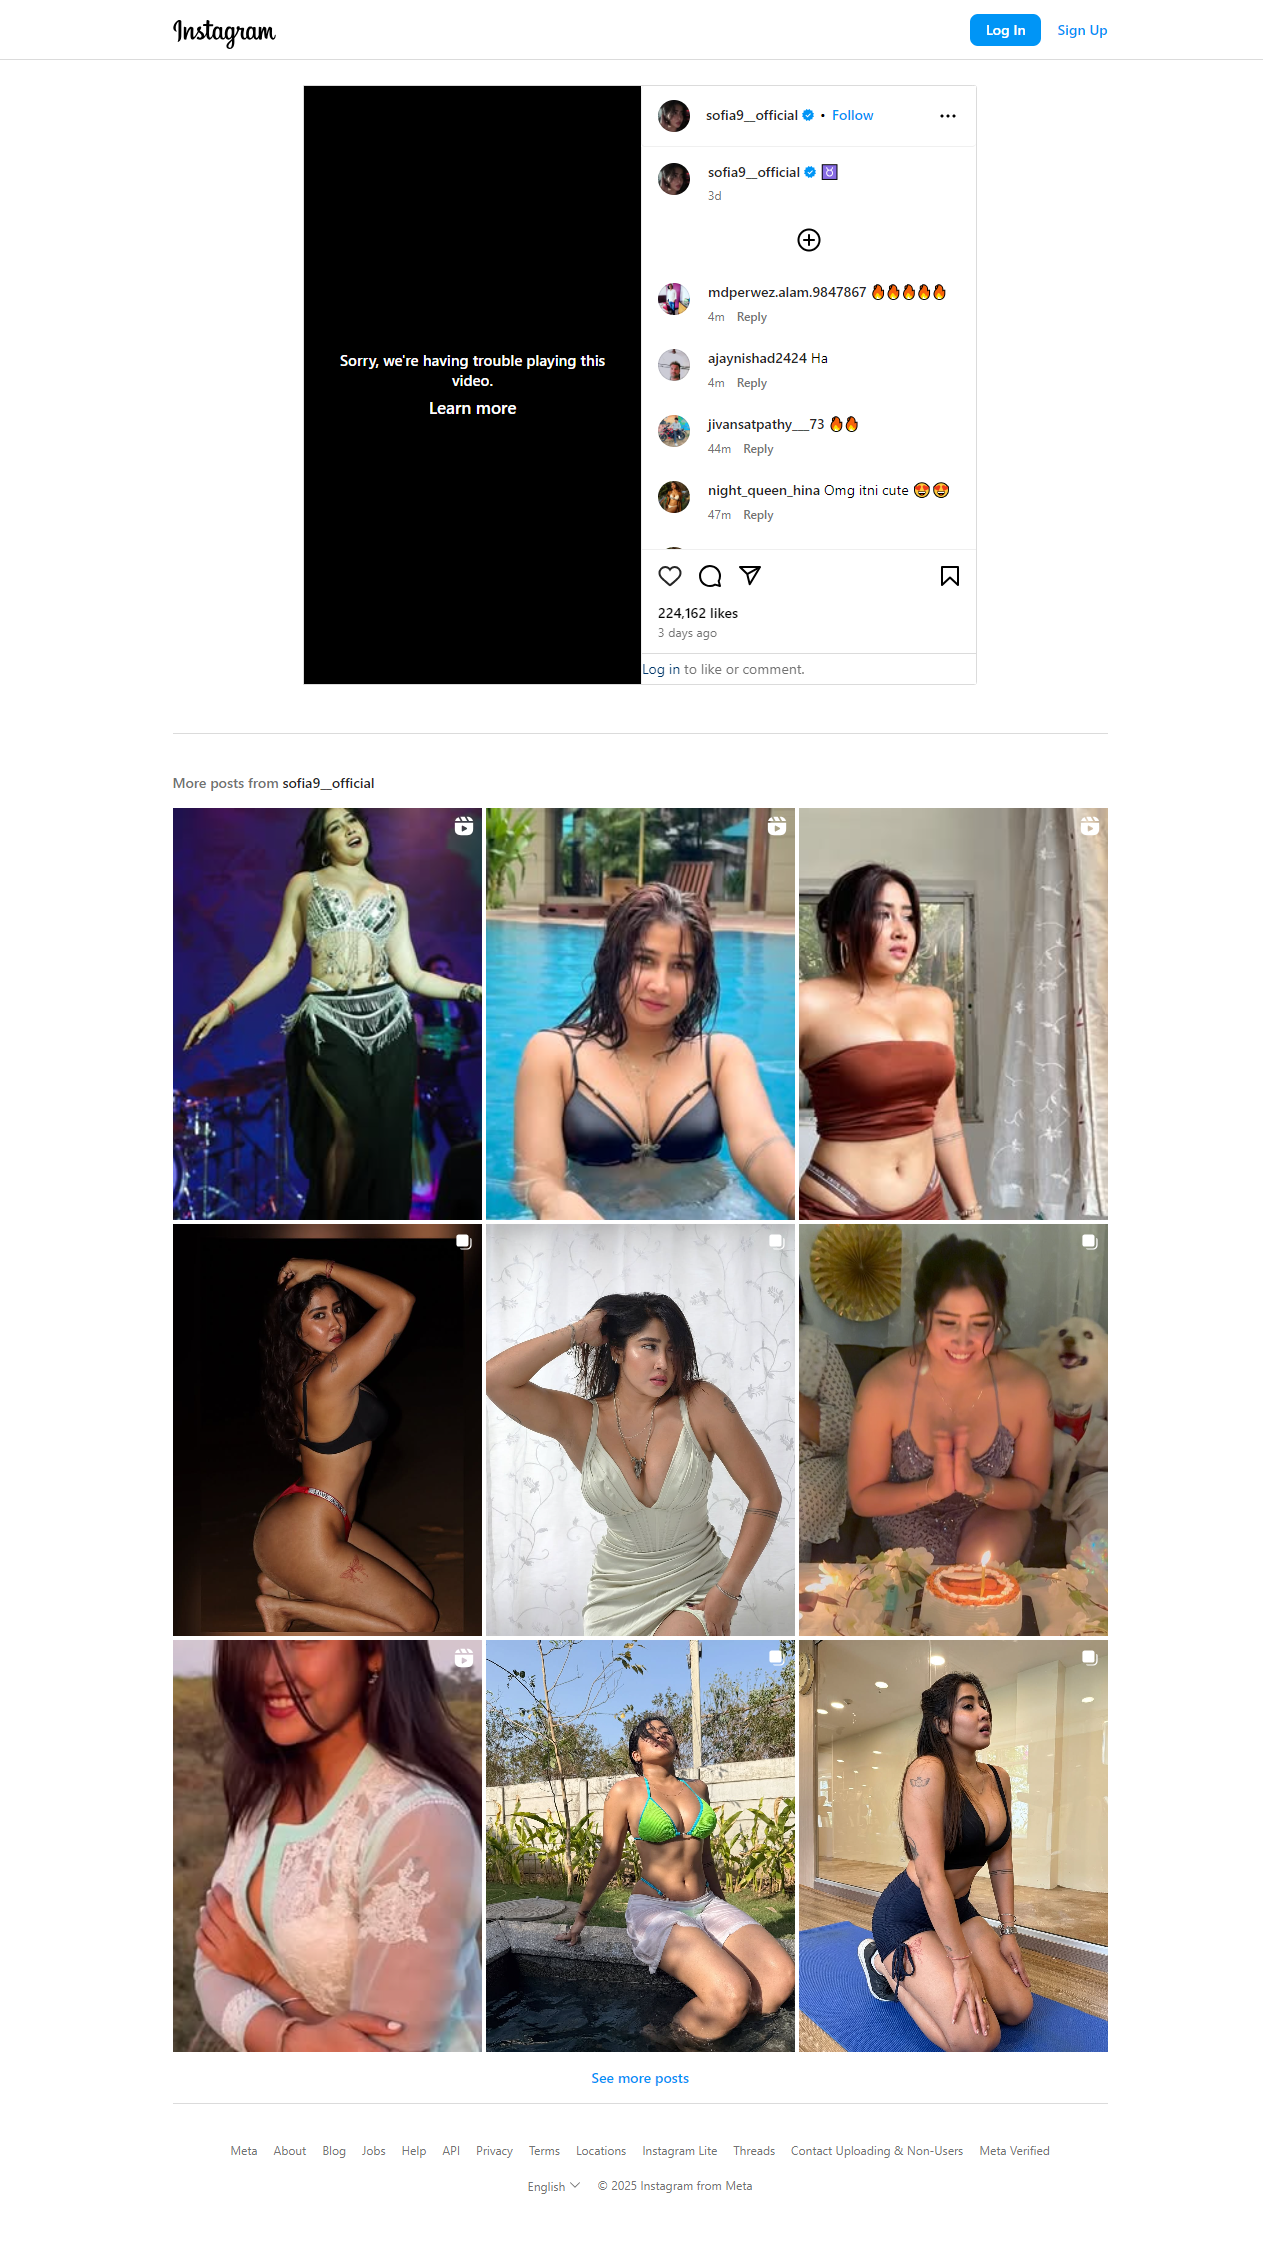 Instagram
Log In
Sign Up
Sorry, we're having trouble playing this
video.
Learn more
sofia9__official • Follow
sofia9__official ♉
3d
mdperwez.alam.9847867 🔥🔥🔥🔥🔥
4m Reply
ajaynishad2424 Ha
4m Reply
jivansatpathy___73 🔥🔥
44m Reply
night_queen_hina Omg itni cute 😍😍
47m Reply
224,162 likes
3 days ago
Log in to like or comment.
More posts from sofia9__official
See more posts
Meta About Blog Jobs Help API Privacy Terms Locations Instagram Lite Threads Contact Uploading & Non-Users Meta Verified
English
© 2025 Instagram from Meta